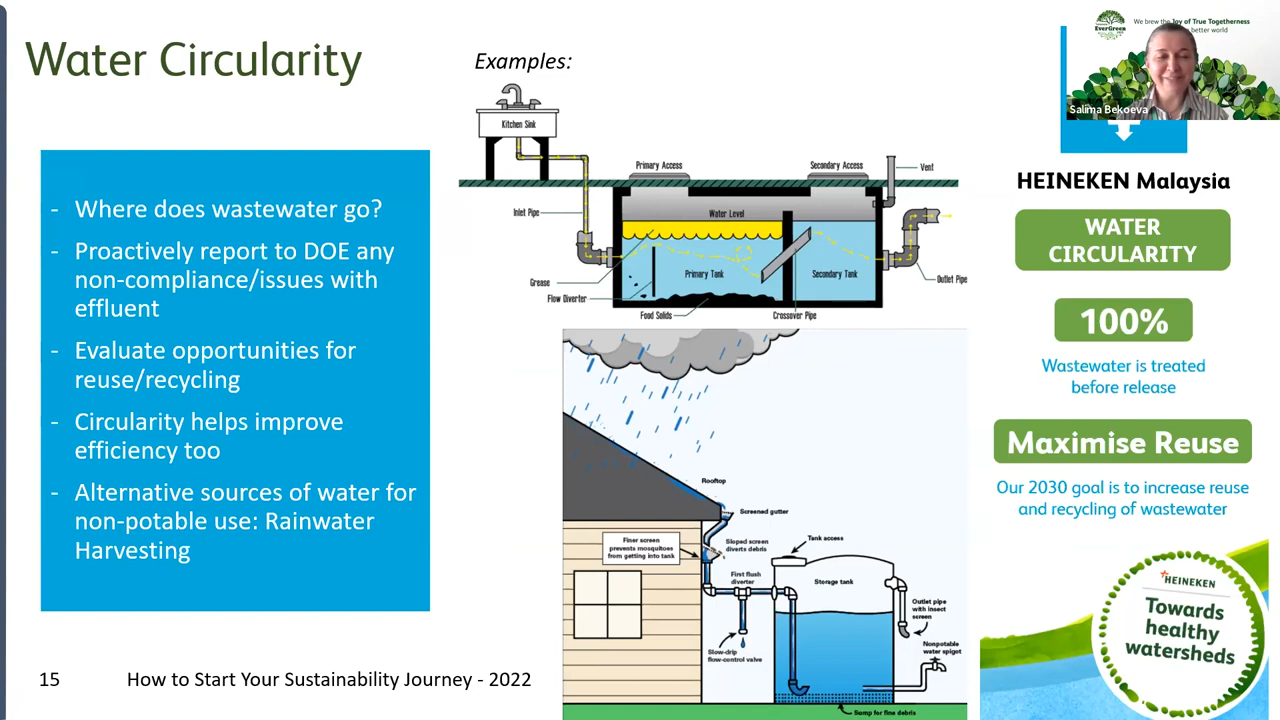 Water Circularity
- Where does wastewater go?
- Proactively report to DOE any
non-compliance/issues with
effluent
- Evaluate opportunities for
reuse/recycling
- Circularity helps improve
efficiency too
- Alternative sources of water for
non-potable use: Rainwater
Harvesting
Examples:
Kitchen Sink
Primary Access
Secondary Access
Vent
Inlet Pipe
Water Level
Grease
Primary Tank
Secondary Tank
Flow Diverter
Outlet Pipe
Food Solids
Crossover Pipe
Rooftop
Screened gutter
Finer screen
prevents mosquitoes
from getting into tank
Sloped screen
diverts debris
Tank access
First flush
diverter
Storage tank
Outlet pipe
with insect
screen
Slow-drip
flow-control valve
Nonpotable
water spigot
Sump for fine debris
EverGreen
We brew the Joy of True Togetherness
better world
Salima Bekoeva
HEINEKEN Malaysia
WATER
CIRCULARITY
100%
Wastewater is treated
before release
Maximise Reuse
Our 2030 goal is to increase reuse
and recycling of wastewater
HEINEKEN
Towards
healthy
watersheds
15
How to Start Your Sustainability Journey - 2022